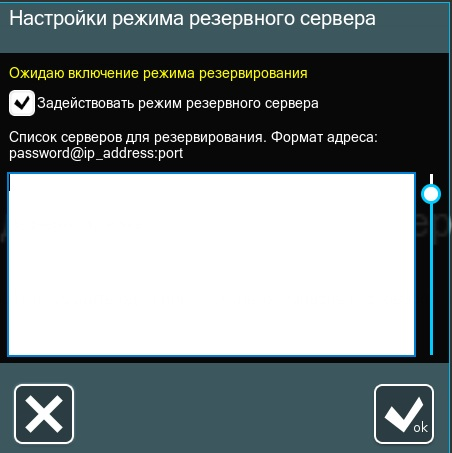 Настройки режима резервного сервера
Ожидаю включение режима резервирования
Задействовать режим резервного сервера
Список серверов для резервирования. Формат адреса:
password@ip_address:port
ok